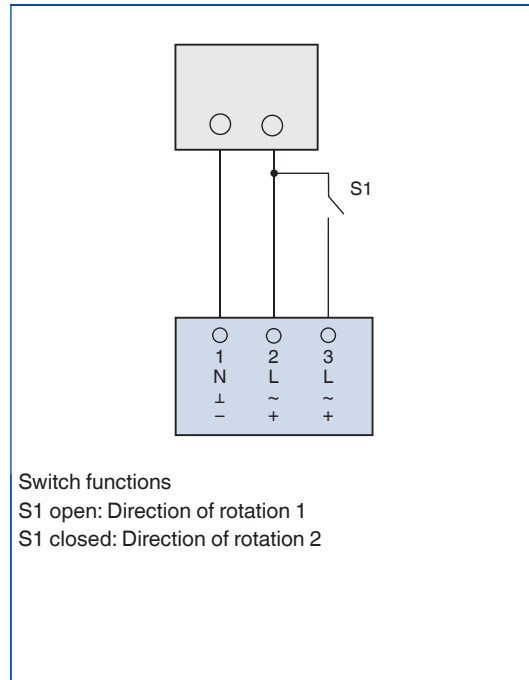 S1
1 2 3
N L L
⊥ ~ ~
− + +
Switch functions
S1 open: Direction of rotation 1
S1 closed: Direction of rotation 2